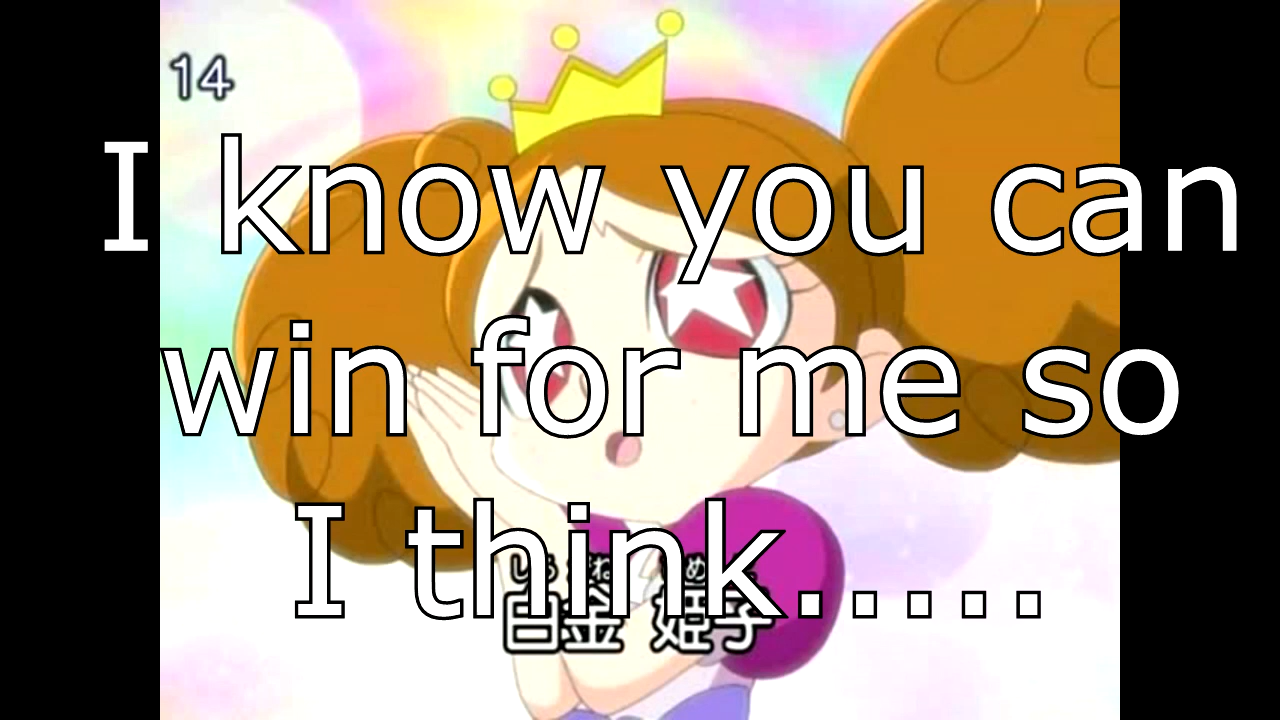 14
I know you can
win for me so
I think.....
白金 姫子